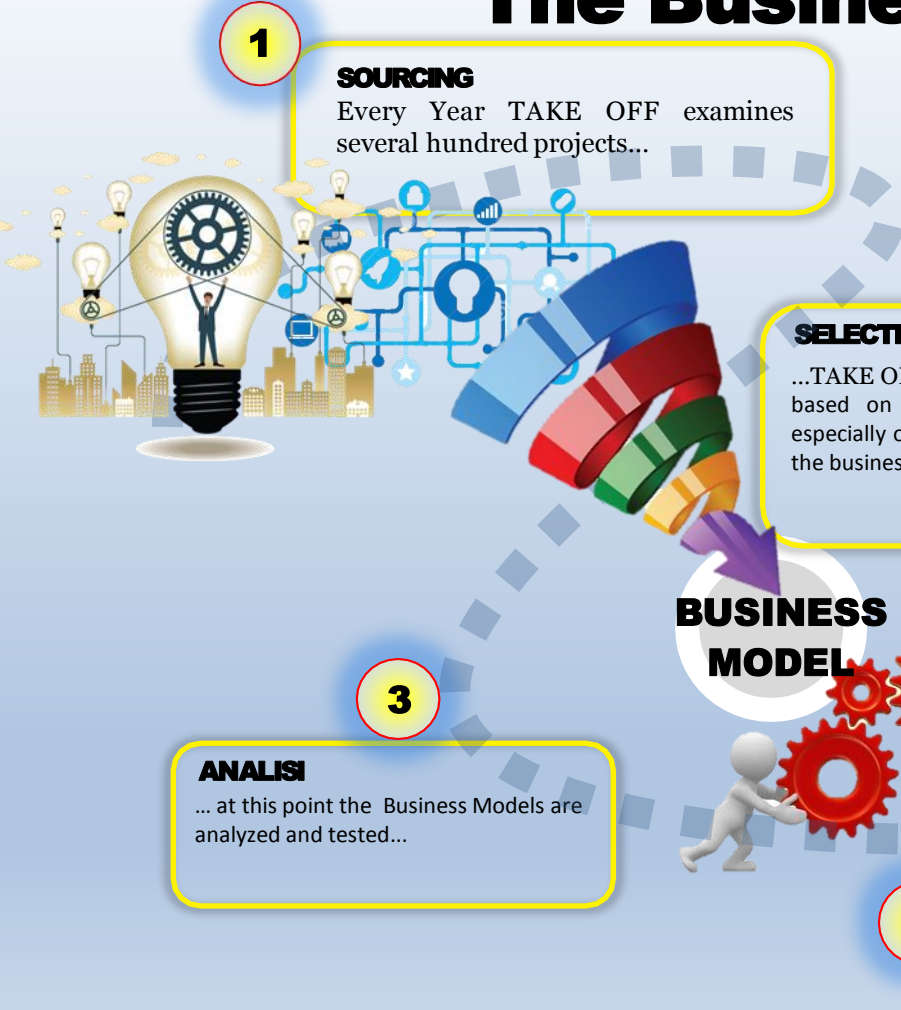 The Busine
1
SOURCING
Every Year TAKE OFF examines
several hundred projects...
SELECTI
...TAKE OF
based on
especially
the busines
BUSINESS
MODEL
3
ANALISI
... at this point the Business Models are
analyzed and tested...